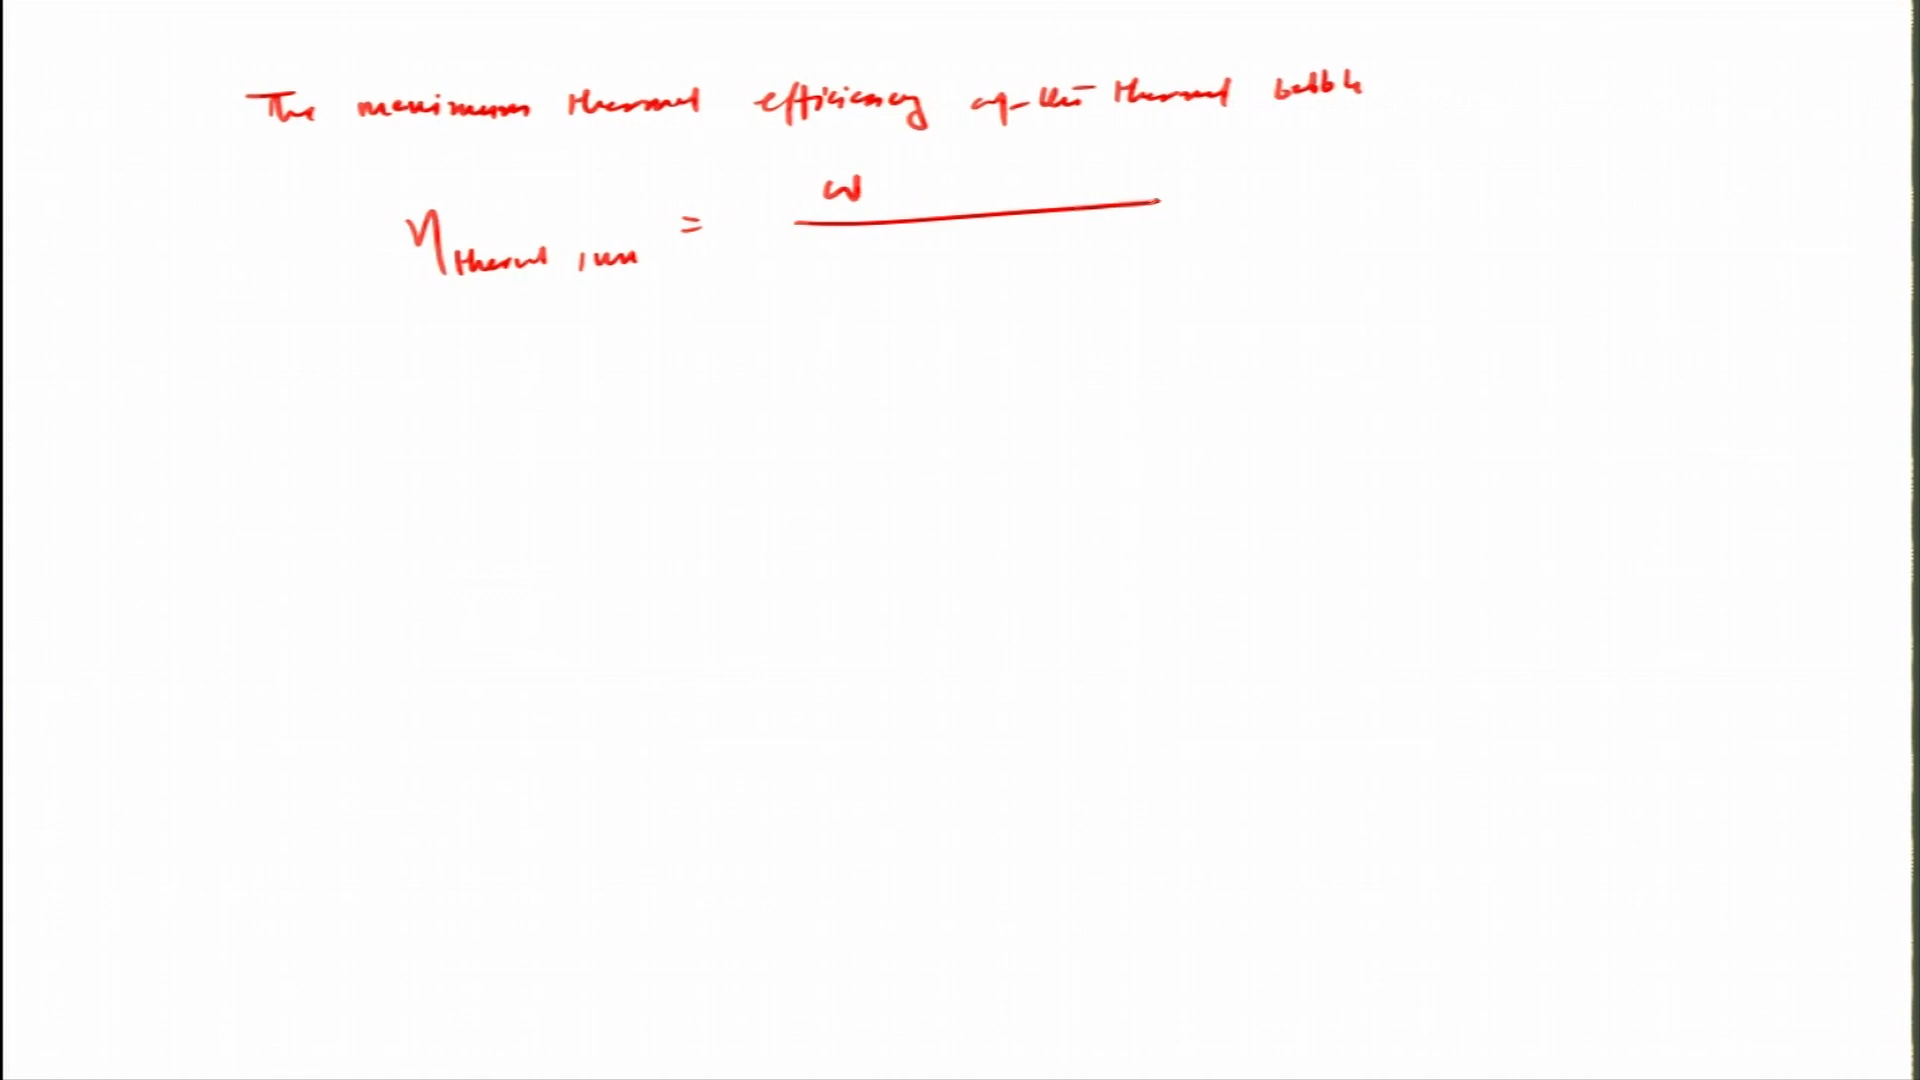 The maximum thermal efficiency of the thermal bubble
η thermal, max = ω